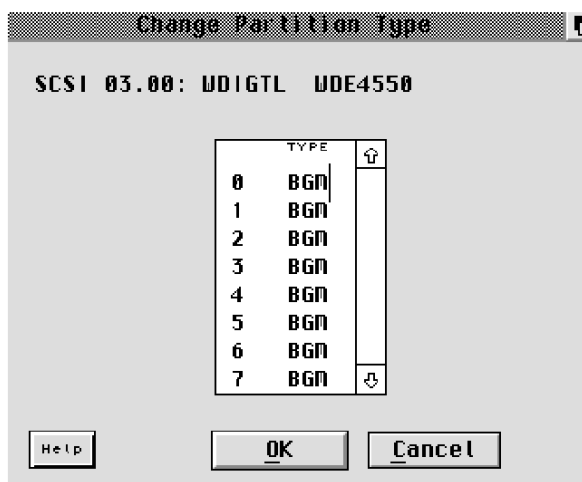 Change Partition Type
SCSI 03.00: WDIGTL WDE4550
TYPE
0 BGM
1 BGM
2 BGM
3 BGM
4 BGM
5 BGM
6 BGM
7 BGM
Help OK Cancel